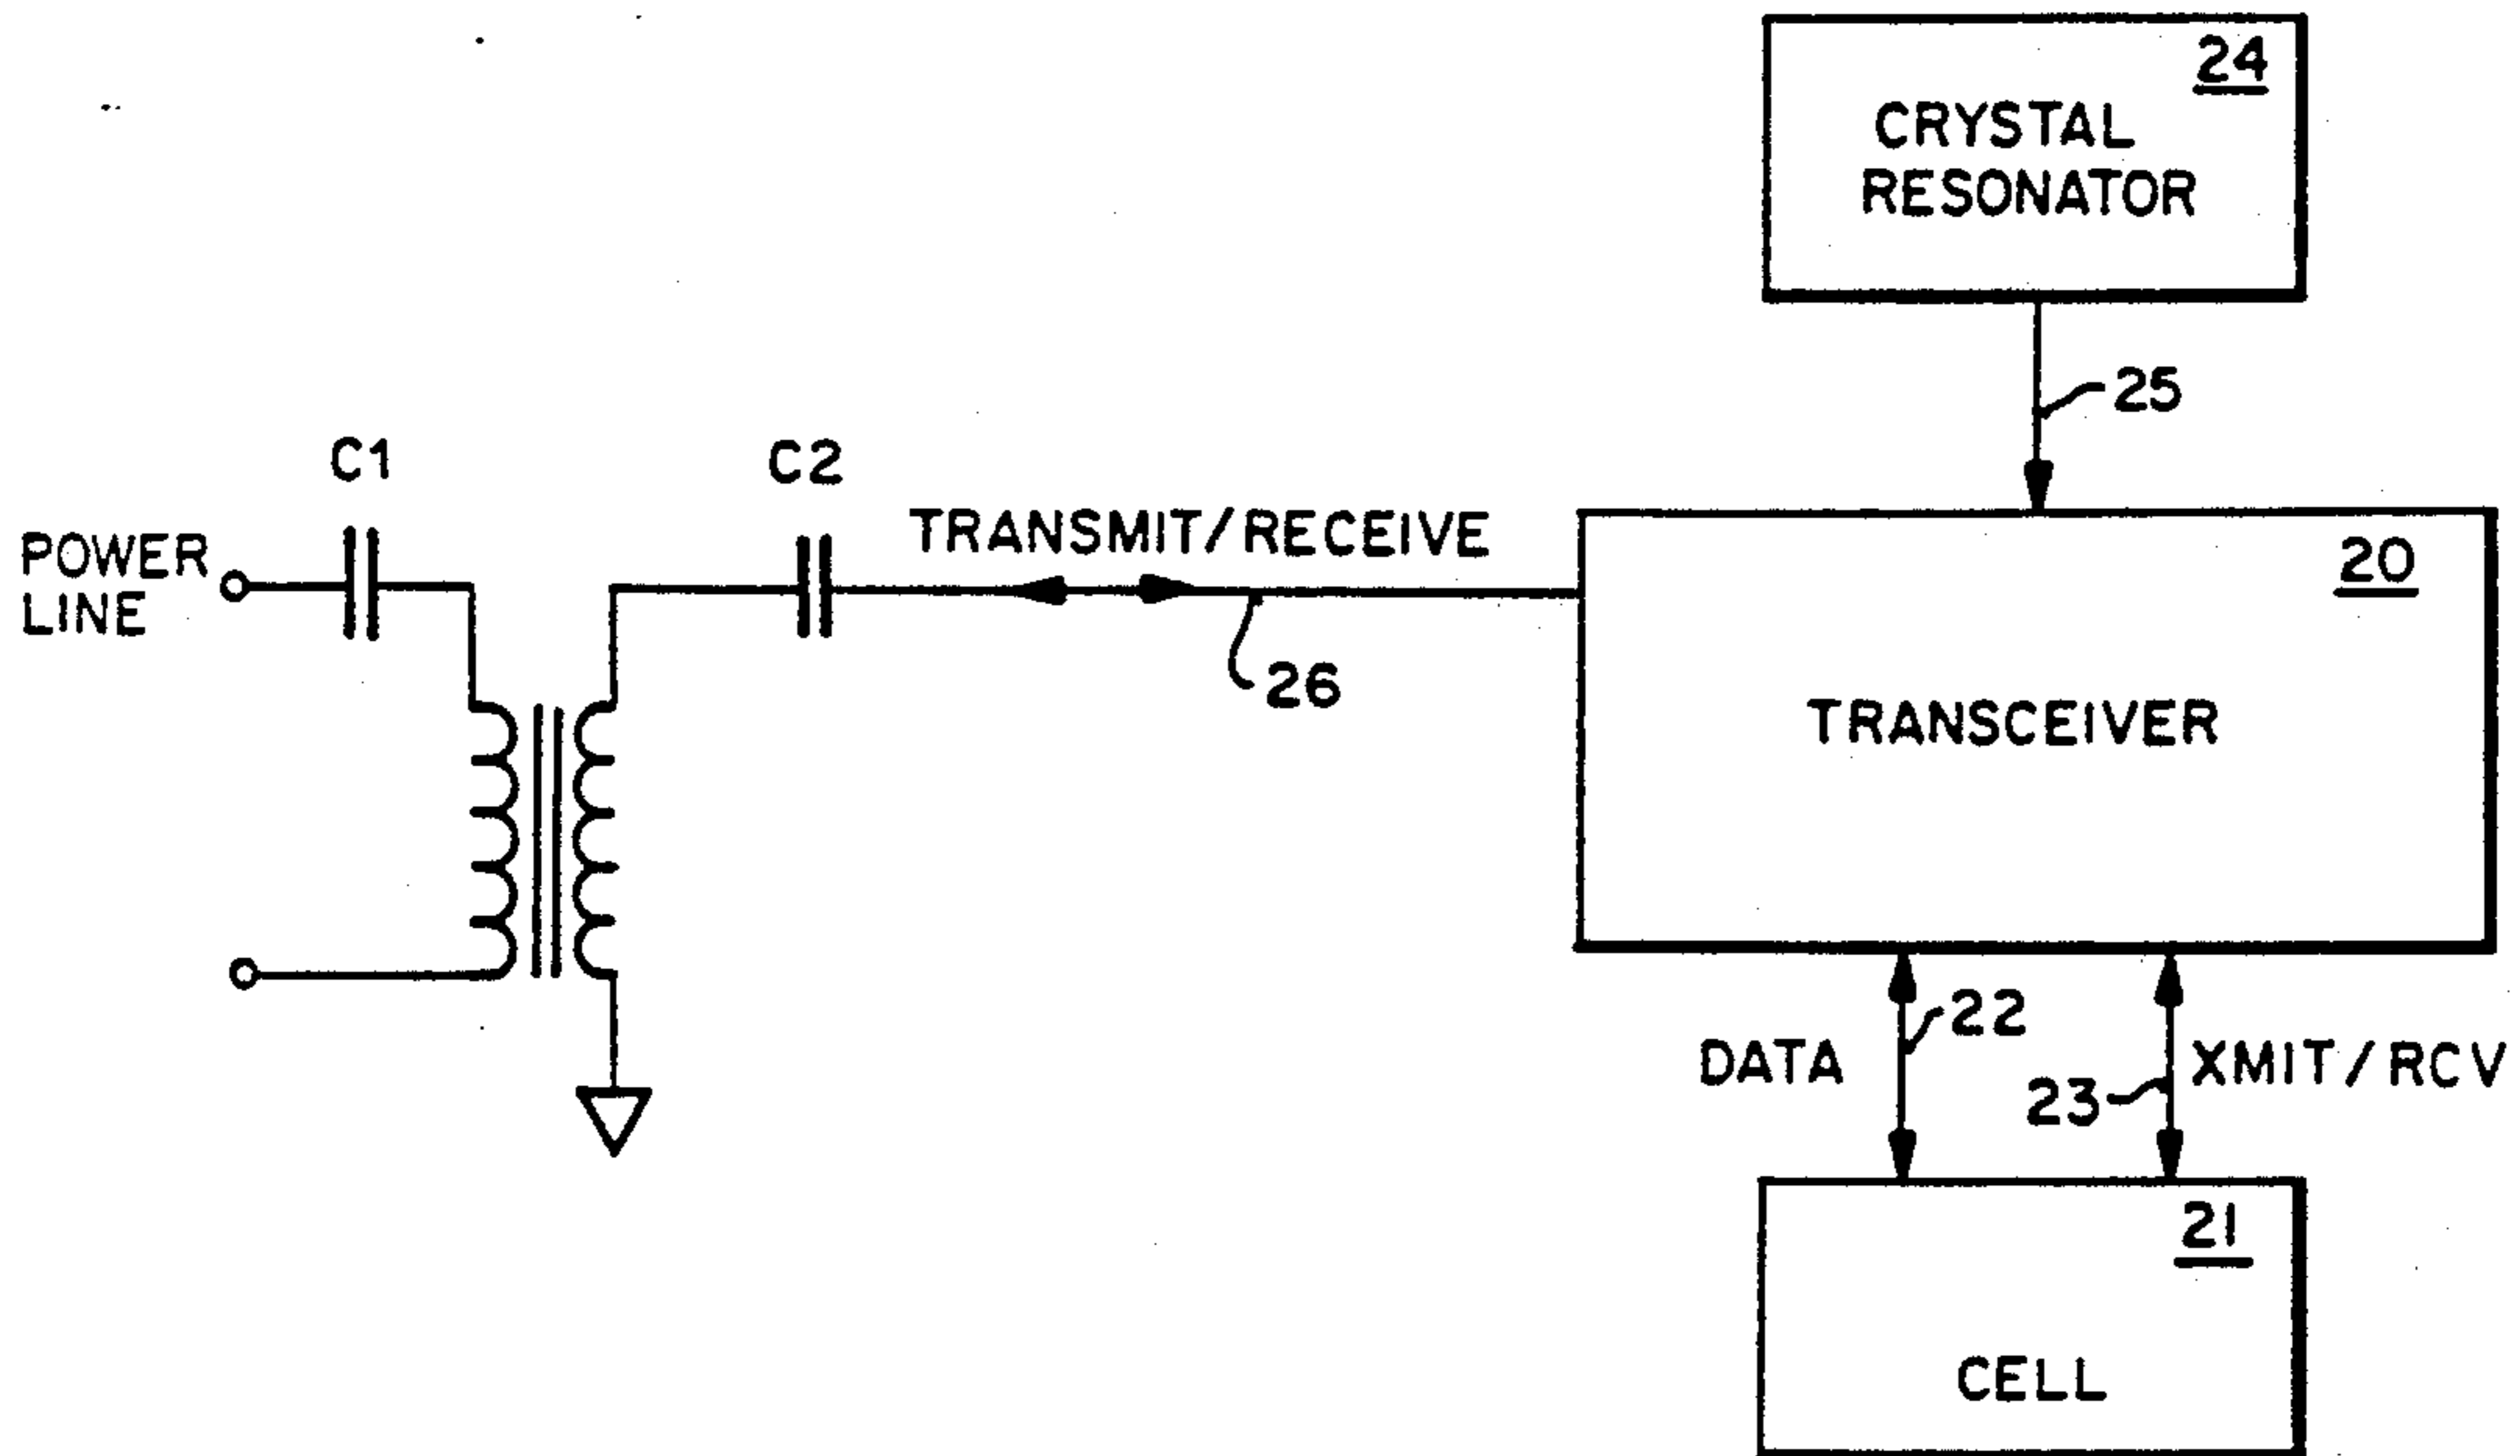 24
CRYSTAL
RESONATOR
25
C1
C2
TRANSMIT/RECEIVE
POWER
LINE
20
26
TRANSCEIVER
22
DATA
XMIT/RCV
23
21
CELL